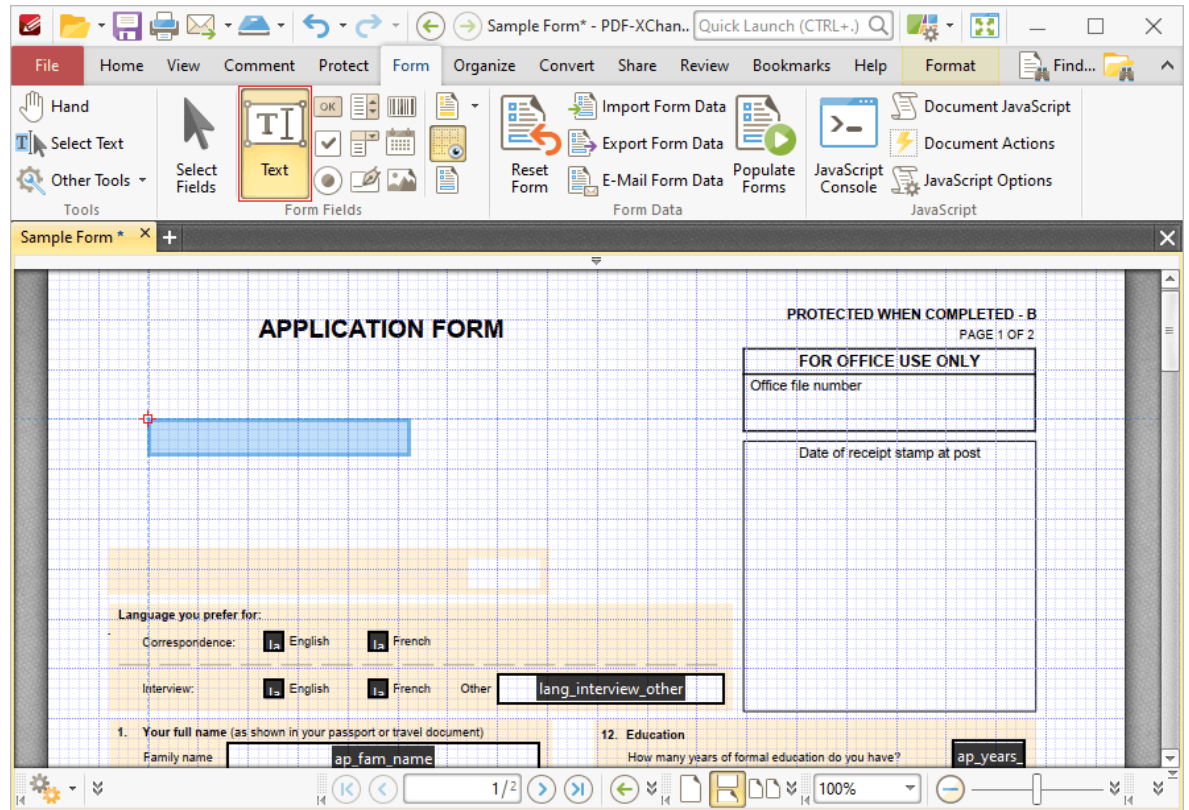 Sample Form* - PDF-XChan..
Quick Launch (CTRL+.)
File Home View Comment Protect Form Organize Convert Share Review Bookmarks Help Format Find...
Hand
Select Text
Other Tools
Tools
Select Fields
Text
OK
Form Fields
Reset Form
Import Form Data
Export Form Data
E-Mail Form Data
Populate Forms
Form Data
JavaScript Console
Document JavaScript
Document Actions
JavaScript Options
JavaScript
Sample Form *
APPLICATION FORM
PROTECTED WHEN COMPLETED - B
PAGE 1 OF 2
FOR OFFICE USE ONLY
Office file number
Date of receipt stamp at post
Language you prefer for:
Correspondence: la English la French
Interview: la English la French Other lang_interview_other
1. Your full name (as shown in your passport or travel document)
Family name ap_fam_name
12. Education
How many years of formal education do you have? ap_years_
1/2
100%